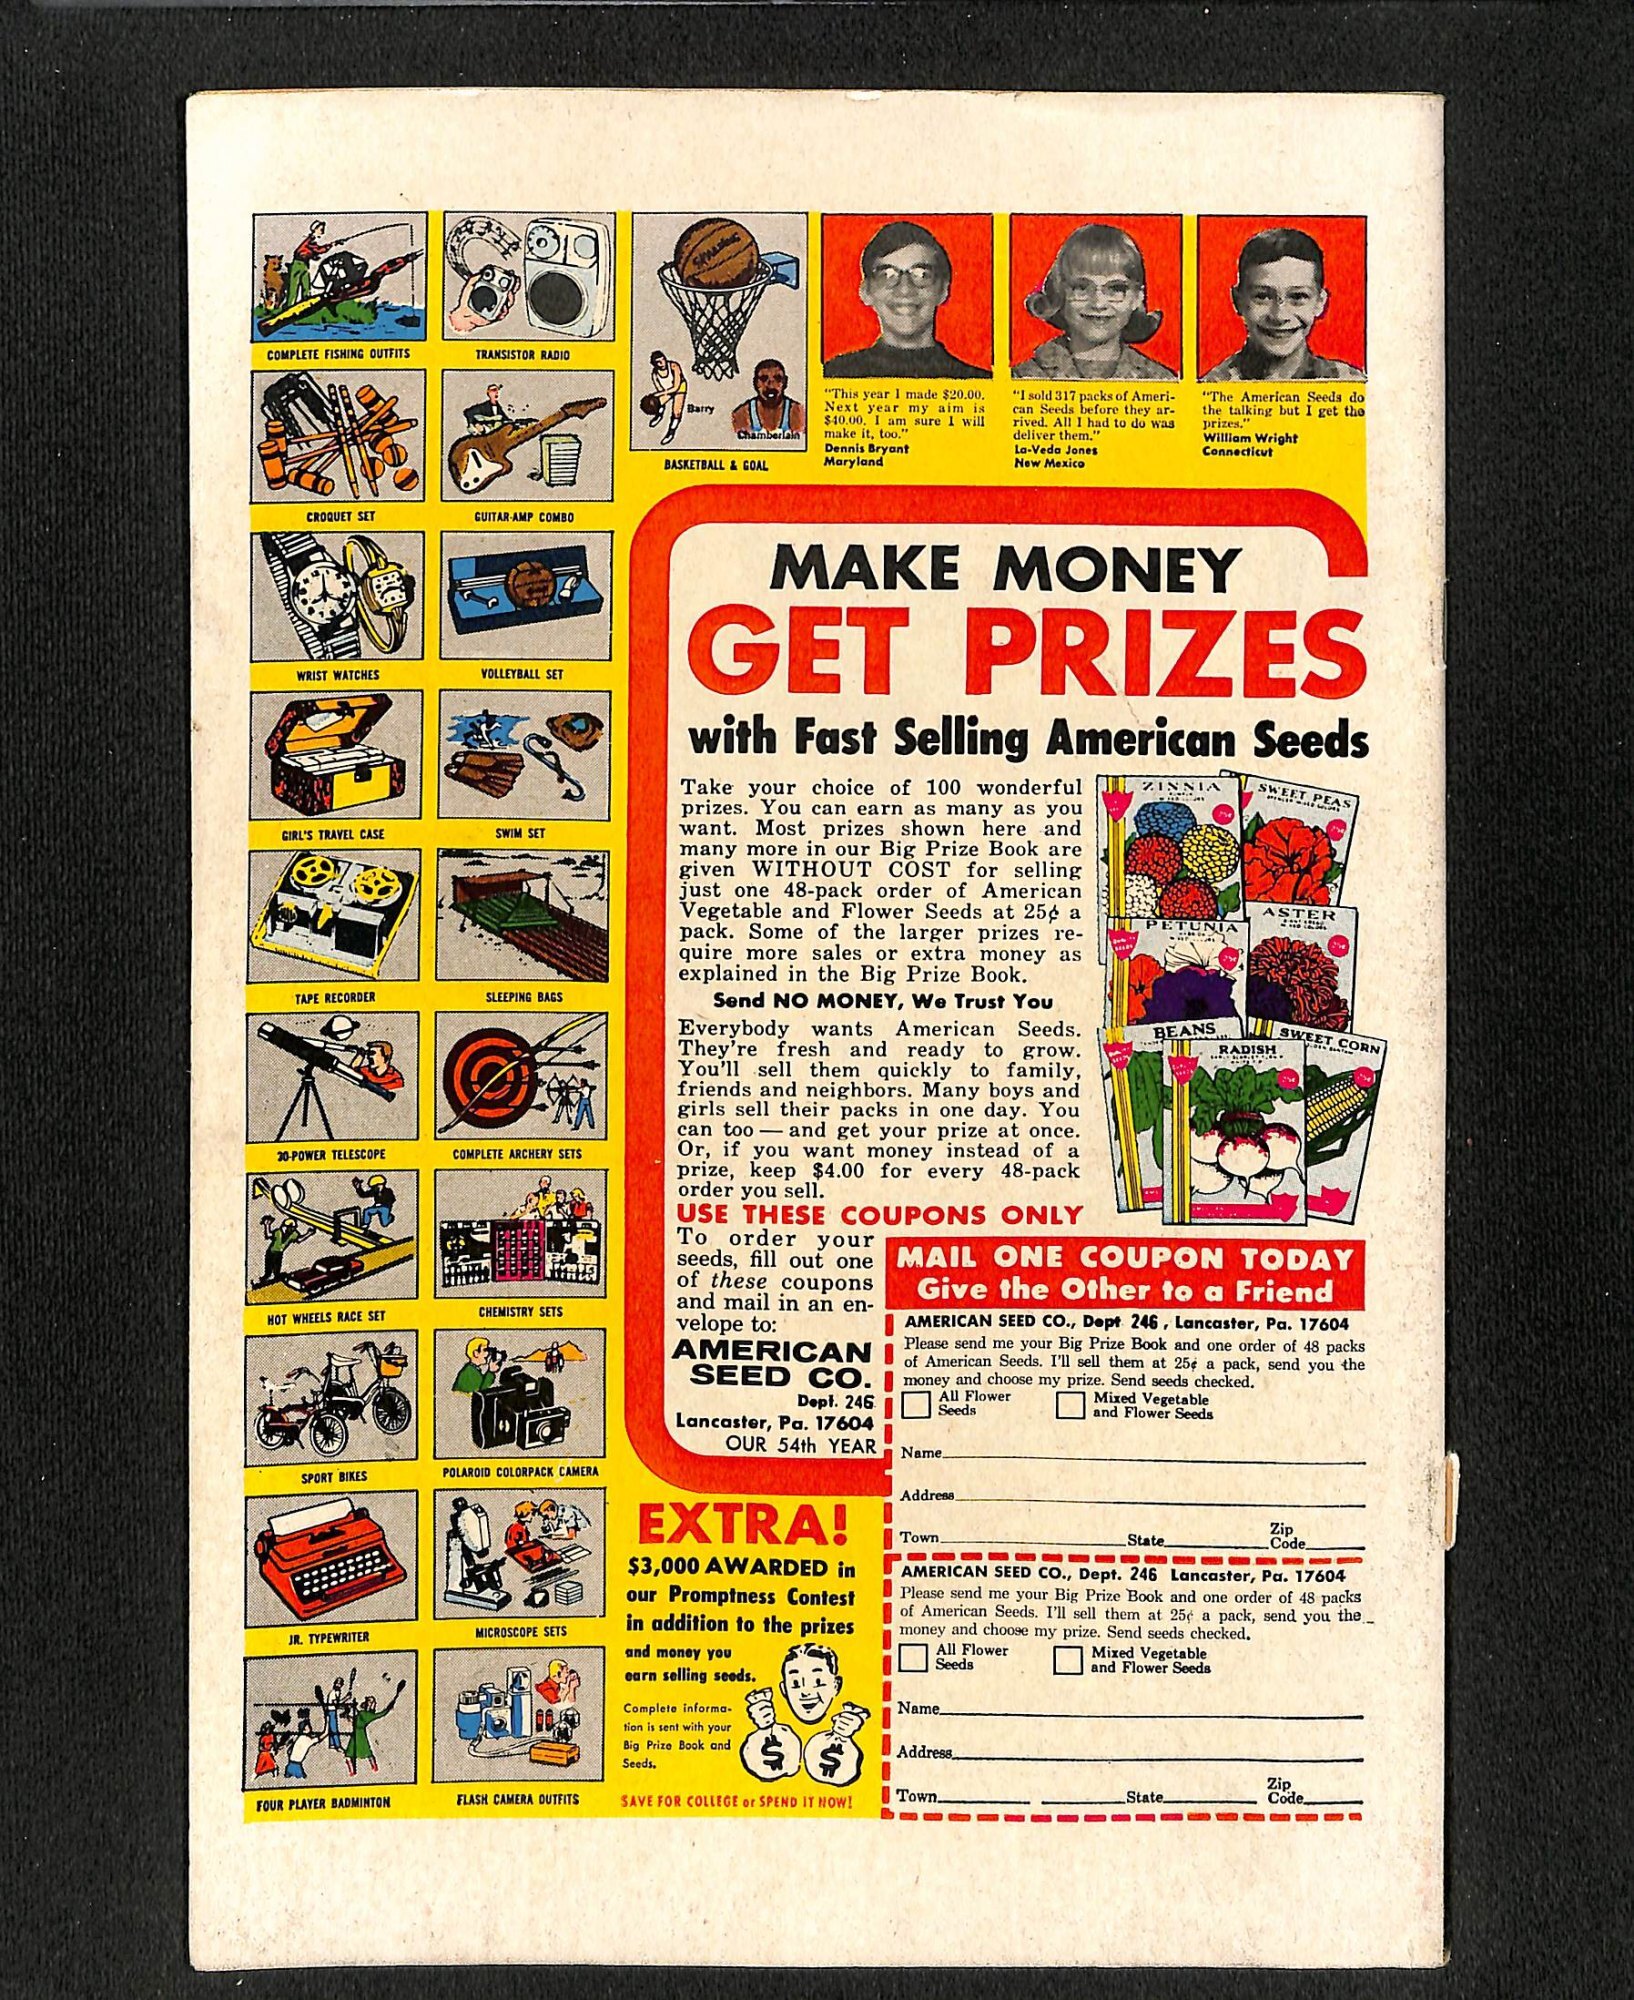 COMPLETE FISHING OUTFITS
TRANSISTOR RADIO
SPALDING
Barry
Chamberlain
BASKETBALL & GOAL
CROQUET SET
GUITAR-AMP COMBO
WRIST WATCHES
VOLLEYBALL SET
GIRL'S TRAVEL CASE
SWIM SET
TAPE RECORDER
SLEEPING BAGS
30-POWER TELESCOPE
COMPLETE ARCHERY SETS
HOT WHEELS RACE SET
CHEMISTRY SETS
SPORT BIKES
POLAROID COLORPACK CAMERA
JR. TYPEWRITER
MICROSCOPE SETS
FOUR PLAYER BADMINTON
FLASH CAMERA OUTFITS
"This year I made $20.00.
Next year my aim is
$40.00. I am sure I will
make it, too."
Dennis Bryant
Maryland
"I sold 317 packs of Ameri-
can Seeds before they ar-
rived. All I had to do was
deliver them."
La-Veda Jones
New Mexico
"The American Seeds do
the talking but I get the
prizes."
William Wright
Connecticut
MAKE MONEY
GET PRIZES
with Fast Selling American Seeds
Take your choice of 100 wonderful
prizes. You can earn as many as you
want. Most prizes shown here and
many more in our Big Prize Book are
given WITHOUT COST for selling
just one 48-pack order of American
Vegetable and Flower Seeds at 25¢ a
pack. Some of the larger prizes re-
quire more sales or extra money as
explained in the Big Prize Book.
Send NO MONEY, We Trust You
Everybody wants American Seeds.
They're fresh and ready to grow.
You'll sell them quickly to family,
friends and neighbors. Many boys and
girls sell their packs in one day. You
can too — and get your prize at once.
Or, if you want money instead of a
prize, keep $4.00 for every 48-pack
order you sell.
USE THESE COUPONS ONLY
To order your
seeds, fill out one
of these coupons
and mail in an en-
velope to:
AMERICAN
SEED CO.
Dept. 246
Lancaster, Pa. 17604
OUR 54th YEAR
ZINNIA
SWEET PEAS
PETUNIA
ASTER
BEANS
RADISH
SWEET CORN
MAIL ONE COUPON TODAY
Give the Other to a Friend
AMERICAN SEED CO., Dept 246, Lancaster, Pa. 17604
Please send me your Big Prize Book and one order of 48 packs
of American Seeds. I'll sell them at 25¢ a pack, send you the
money and choose my prize. Send seeds checked.
All Flower
Seeds
Mixed Vegetable
and Flower Seeds
Name
Address
Town State Zip
Code
AMERICAN SEED CO., Dept. 246 Lancaster, Pa. 17604
Please send me your Big Prize Book and one order of 48 packs
of American Seeds. I'll sell them at 25¢ a pack, send you the
money and choose my prize. Send seeds checked.
All Flower
Seeds
Mixed Vegetable
and Flower Seeds
Name
Address
Town State Zip
Code
EXTRA!
$3,000 AWARDED in
our Promptness Contest
in addition to the prizes
and money you
earn selling seeds.
Complete informa-
tion is sent with your
Big Prize Book and
Seeds.
$ $
SAVE FOR COLLEGE or SPEND IT NOW!